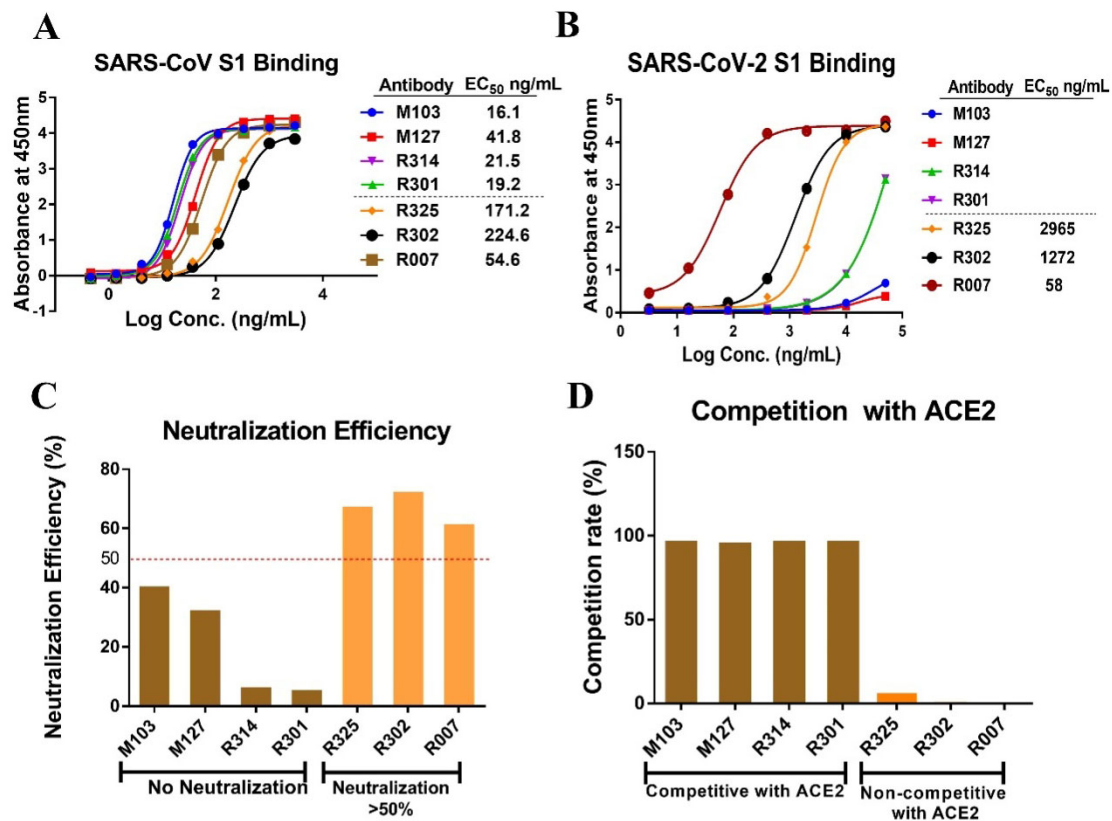 A
SARS-CoV S1 Binding
Absorbance at 450nm
5
4
3
2
1
0
-1
0
2
4
Log Conc. (ng/mL)
Antibody EC50 ng/mL
M103 16.1
M127 41.8
R314 21.5
R301 19.2
R325 171.2
R302 224.6
R007 54.6
B
SARS-CoV-2 S1 Binding
Absorbance at 450nm
5
4
3
2
1
0
0 1 2 3 4 5
Log Conc. (ng/mL)
Antibody EC50 ng/mL
M103
M127
R314
R301
R325 2965
R302 1272
R007 58
C
Neutralization Efficiency
Neutralization Efficiency (%)
80
60
50
40
20
0
M103 M127 R314 R301 R325 R302 R007
No Neutralization
Neutralization
>50%
D
Competition with ACE2
Competition rate (%)
150
100
50
0
M103 M127 R314 R301 R325 R302 R007
Competitive with ACE2
Non-competitive
with ACE2